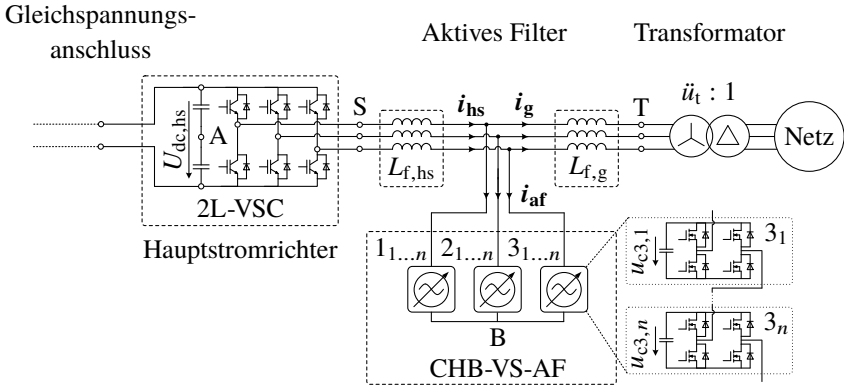 Gleichspannungs-
anschluss
Aktives Filter
Transformator
S
i_hs
i_g
T
ü_t : 1
A
U_dc,hs
Netz
L_f,hs
L_f,g
2L-VSC
i_af
Hauptstromrichter
1_1...n 2_1...n 3_1...n
u_c3,1
3_1
B
u_c3,n
3_n
CHB-VS-AF